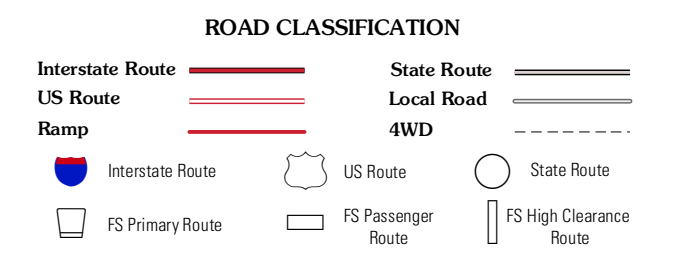 ROAD CLASSIFICATION
Interstate Route
State Route
US Route
Local Road
Ramp
4WD
Interstate Route
US Route
State Route
FS Primary Route
FS Passenger
Route
FS High Clearance
Route